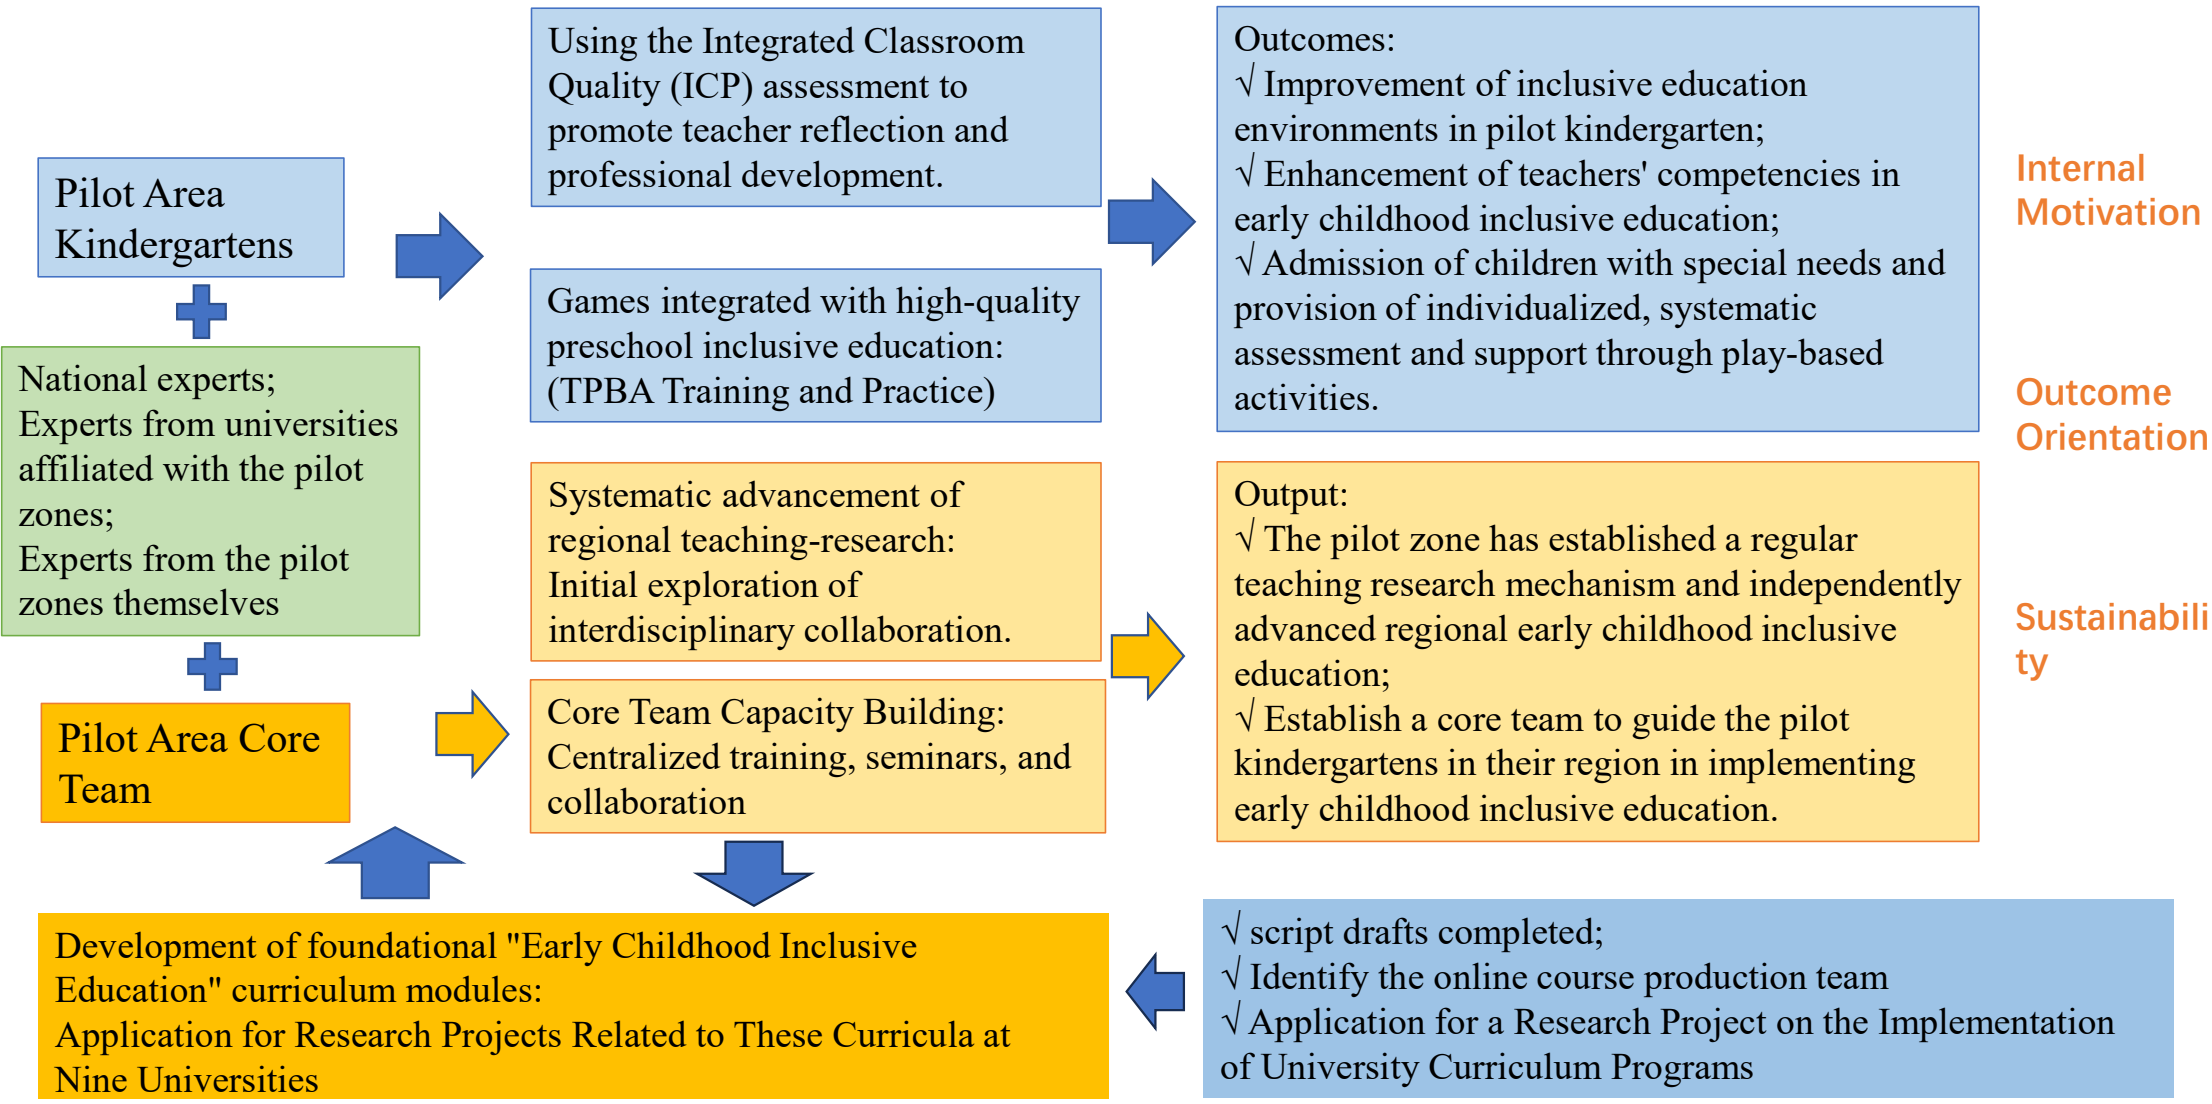 Pilot Area
Kindergartens
National experts;
Experts from universities
affiliated with the pilot
zones;
Experts from the pilot
zones themselves
Pilot Area Core
Team
Using the Integrated Classroom
Quality (ICP) assessment to
promote teacher reflection and
professional development.
Games integrated with high-quality
preschool inclusive education:
(TPBA Training and Practice)
Systematic advancement of
regional teaching-research:
Initial exploration of
interdisciplinary collaboration.
Core Team Capacity Building:
Centralized training, seminars, and
collaboration
Outcomes:
√ Improvement of inclusive education
environments in pilot kindergarten;
√ Enhancement of teachers' competencies in
early childhood inclusive education;
√ Admission of children with special needs and
provision of individualized, systematic
assessment and support through play-based
activities.
Output:
√ The pilot zone has established a regular
teaching research mechanism and independently
advanced regional early childhood inclusive
education;
√ Establish a core team to guide the pilot
kindergartens in their region in implementing
early childhood inclusive education.
Internal
Motivation
Outcome
Orientation
Sustainabili
ty
Development of foundational "Early Childhood Inclusive
Education" curriculum modules:
Application for Research Projects Related to These Curricula at
Nine Universities
√ script drafts completed;
√ Identify the online course production team
√ Application for a Research Project on the Implementation
of University Curriculum Programs